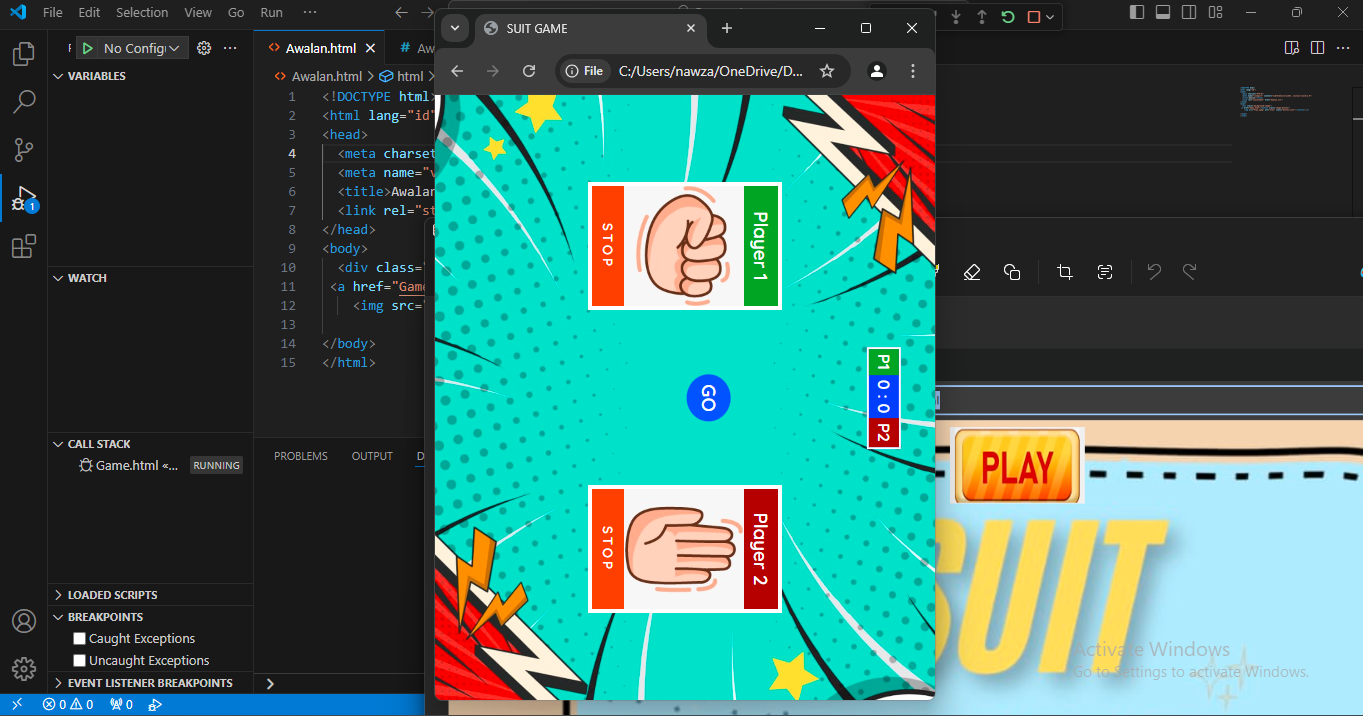 File Edit Selection View Go Run ···
No Config
VARIABLES
WATCH
CALL STACK
Game.html «...
RUNNING
LOADED SCRIPTS
BREAKPOINTS
Caught Exceptions
Uncaught Exceptions
EVENT LISTENER BREAKPOINTS
0 0 0
1
Awalan.html
# Aw
Awalan.html > html >
1 <!DOCTYPE html>
2 <html lang="id"
3 <head>
4 <meta charset
5 <meta name="v
6 <title>Awalan
7 <link rel="st
8 </head>
9 <body>
10 <div class="
11 <a href="Game
12 <img src="
13
14 </body>
15 </html>
PROBLEMS OUTPUT
SUIT GAME
File C:/Users/nawza/OneDrive/D...
Player 1
STOP
GO
P1 0 : 0 P2
Player 2
STOP
PLAY
SUIT
Activate Windows
Go to Settings to activate Windows.